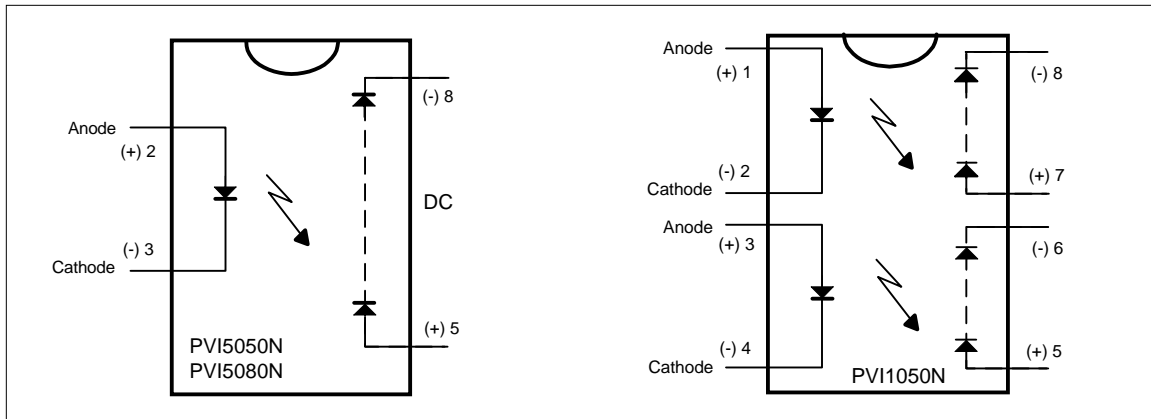 (-) 8
Anode
(+) 2
DC
(-) 3
Cathode
(+) 5
PVI5050N
PVI5080N
Anode
(+) 1
(-) 8
(-) 2
Cathode
(+) 7
Anode
(+) 3
(-) 6
(-) 4
Cathode
(+) 5
PVI1050N